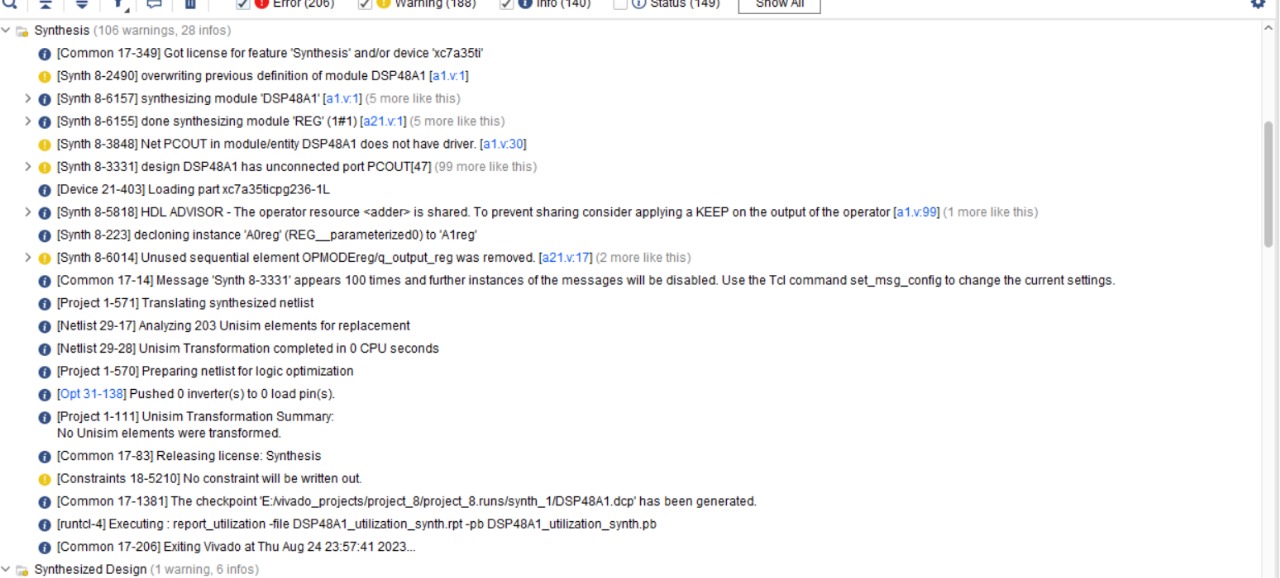 Error (206) Warning (188) Info (140) Status (149) Show All
Synthesis (106 warnings, 28 infos)
[Common 17-349] Got license for feature 'Synthesis' and/or device 'xc7a35ti'
[Synth 8-2490] overwriting previous definition of module DSP48A1 [a1.v:1]
[Synth 8-6157] synthesizing module 'DSP48A1' [a1.v:1] (5 more like this)
[Synth 8-6155] done synthesizing module 'REG' (1#1) [a21.v:1] (5 more like this)
[Synth 8-3848] Net PCOUT in module/entity DSP48A1 does not have driver. [a1.v:30]
[Synth 8-3331] design DSP48A1 has unconnected port PCOUT[47] (99 more like this)
[Device 21-403] Loading part xc7a35ticpg236-1L
[Synth 8-5818] HDL ADVISOR - The operator resource <adder> is shared. To prevent sharing consider applying a KEEP on the output of the operator [a1.v:99] (1 more like this)
[Synth 8-223] decloning instance 'A0reg' (REG__parameterized0) to 'A1reg'
[Synth 8-6014] Unused sequential element OPMODEreg/q_output_reg was removed. [a21.v:17] (2 more like this)
[Common 17-14] Message 'Synth 8-3331' appears 100 times and further instances of the messages will be disabled. Use the Tcl command set_msg_config to change the current settings.
[Project 1-571] Translating synthesized netlist
[Netlist 29-17] Analyzing 203 Unisim elements for replacement
[Netlist 29-28] Unisim Transformation completed in 0 CPU seconds
[Project 1-570] Preparing netlist for logic optimization
[Opt 31-138] Pushed 0 inverter(s) to 0 load pin(s).
[Project 1-111] Unisim Transformation Summary:
No Unisim elements were transformed.
[Common 17-83] Releasing license: Synthesis
[Constraints 18-5210] No constraint will be written out.
[Common 17-1381] The checkpoint 'E:/vivado_projects/project_8/project_8.runs/synth_1/DSP48A1.dcp' has been generated.
[runtcl-4] Executing : report_utilization -file DSP48A1_utilization_synth.rpt -pb DSP48A1_utilization_synth.pb
[Common 17-206] Exiting Vivado at Thu Aug 24 23:57:41 2023...
Synthesized Design (1 warning, 6 infos)